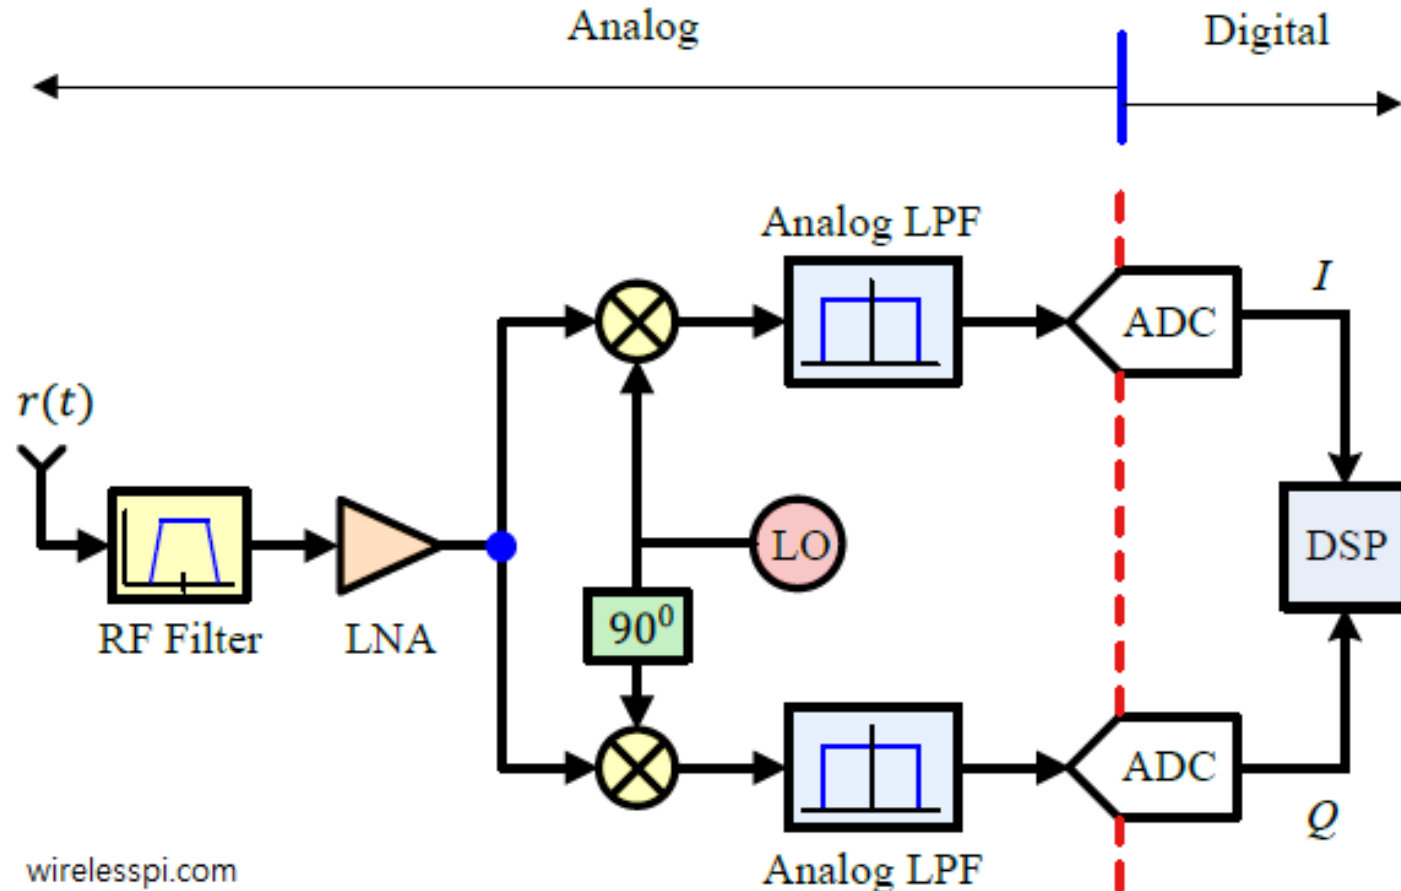 Analog
Digital
Analog LPF
ADC
I
r(t)
LO
DSP
RF Filter
LNA
90⁰
ADC
Q
Analog LPF
wirelesspi.com